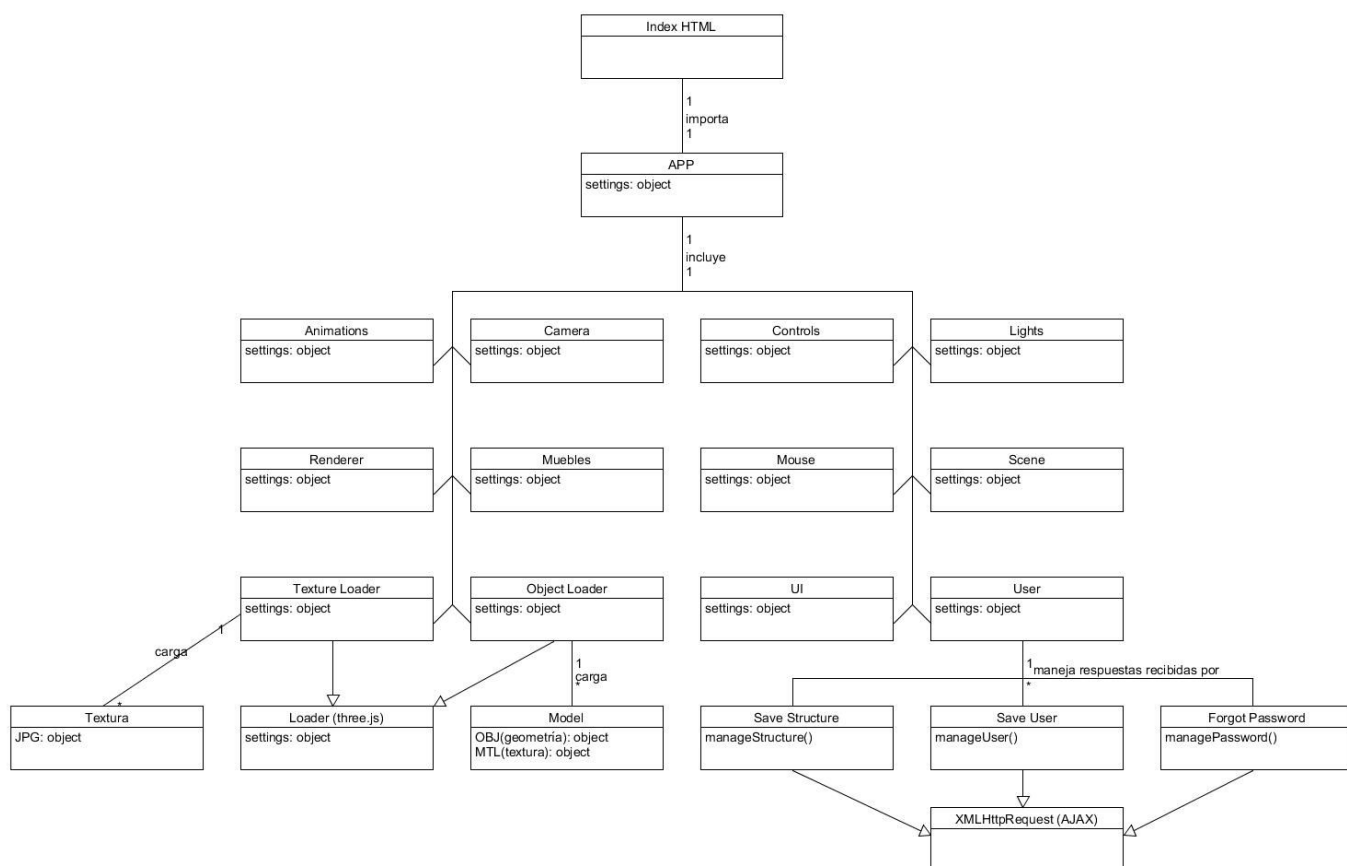 Index HTML
1
importa
1
APP
settings: object
1
incluye
1
Animations
settings: object
Camera
settings: object
Controls
settings: object
Lights
settings: object
Renderer
settings: object
Muebles
settings: object
Mouse
settings: object
Scene
settings: object
Texture Loader
settings: object
Object Loader
settings: object
UI
settings: object
User
settings: object
1
carga
*
1
carga
*
1
maneja respuestas recibidas por
*
Textura
JPG: object
Loader (three.js)
settings: object
Model
OBJ(geometría): object
MTL(textura): object
Save Structure
manageStructure()
Save User
manageUser()
Forgot Password
managePassword()
XMLHttpRequest (AJAX)